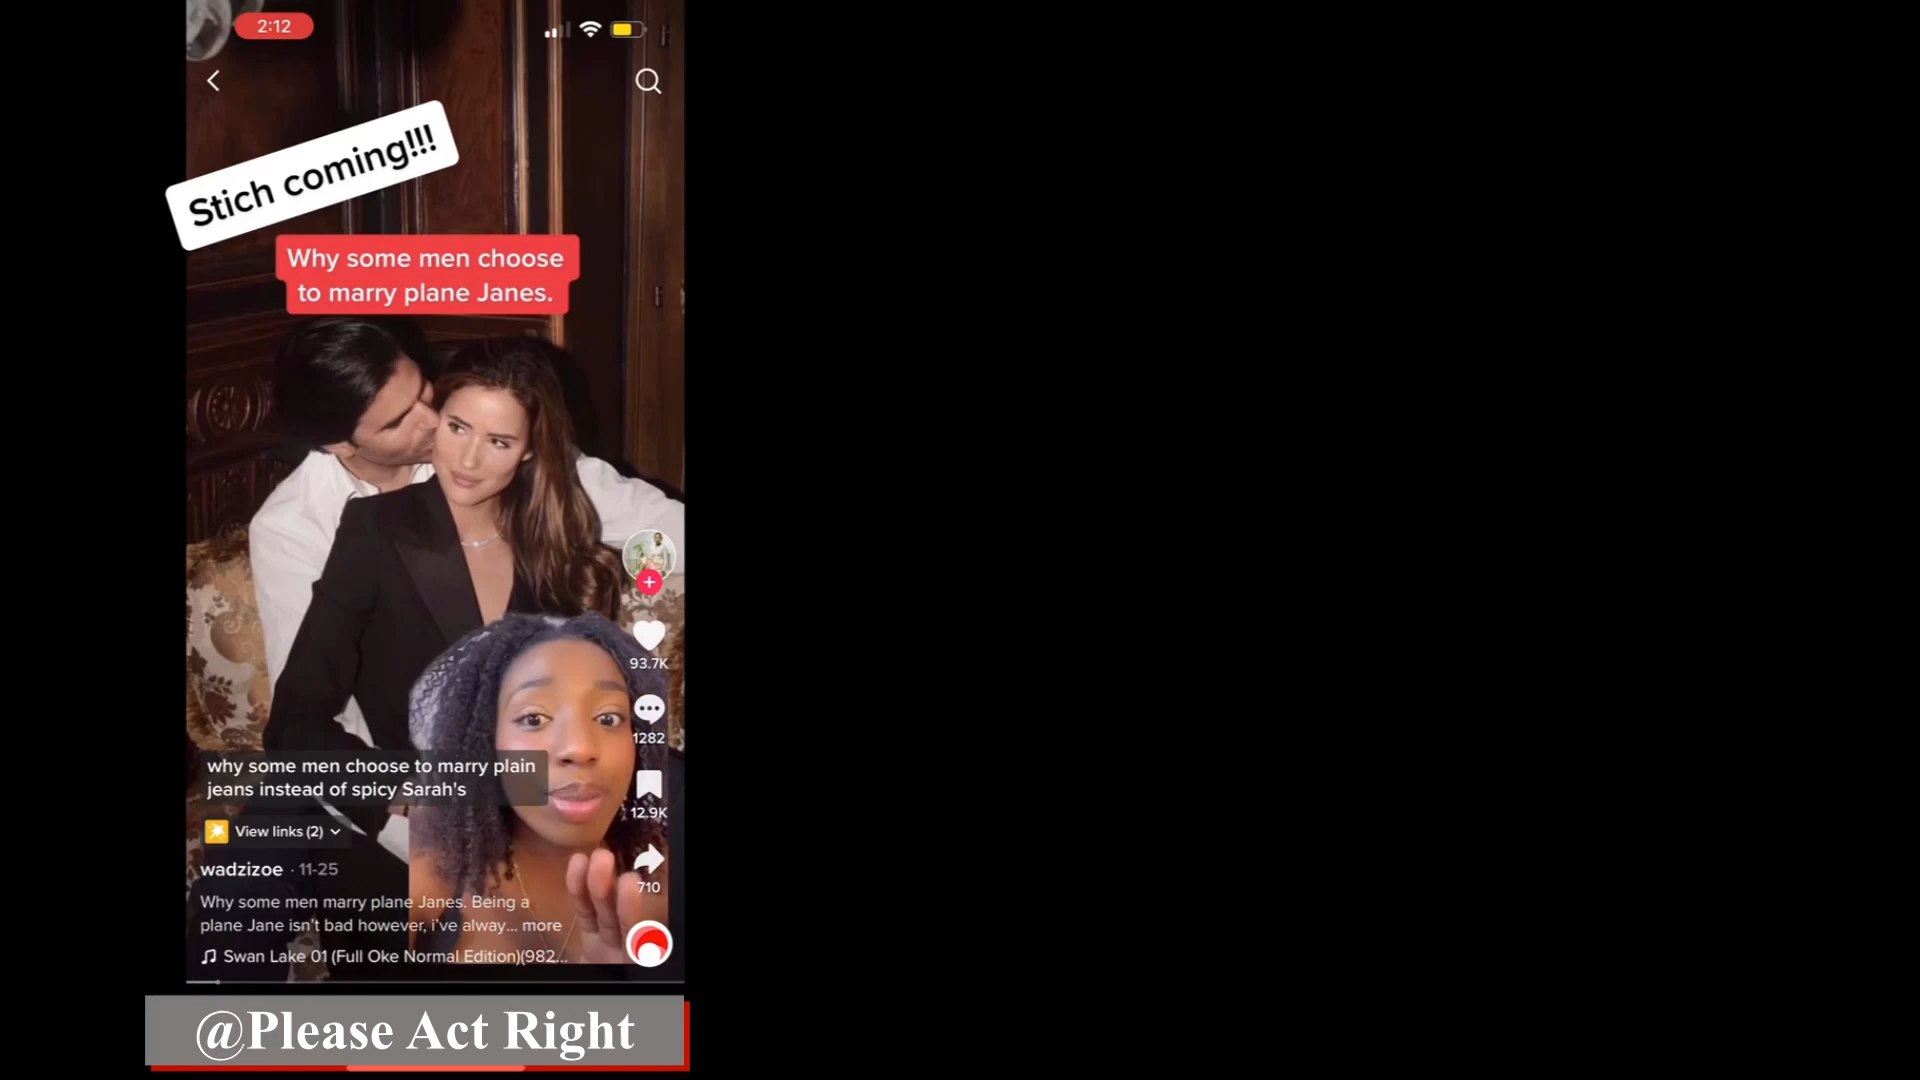 2:12
Stich coming!!!
Why some men choose
to marry plane Janes.
93.7K
1282
why some men choose to marry plain
jeans instead of spicy Sarah's
12.9K
View links (2)
wadzizoe · 11-25
710
Why some men marry plane Janes. Being a
plane Jane isn't bad however, i've alway... more
Swan Lake 01 (Full Oke Normal Edition)(982...
@Please Act Right